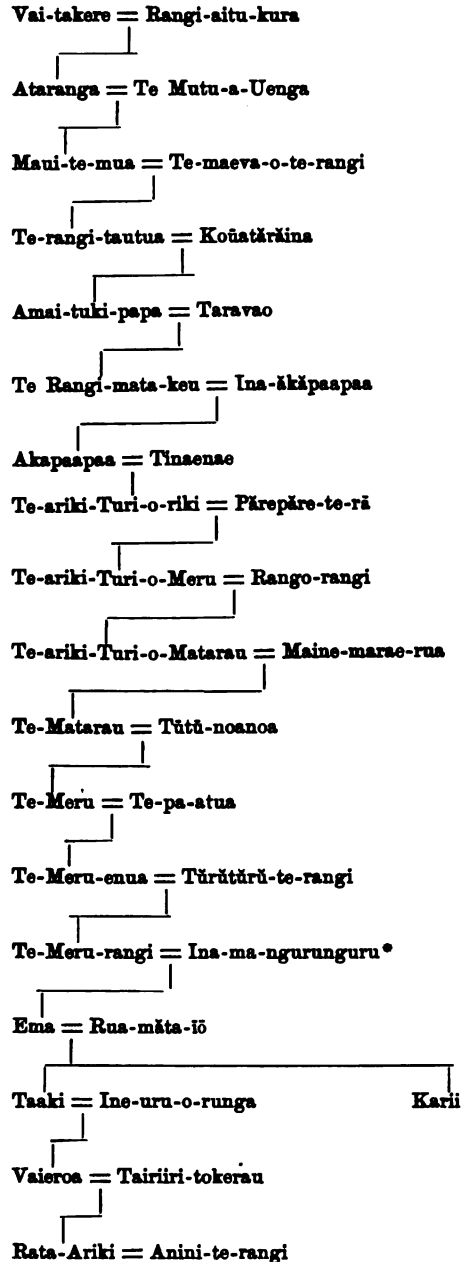 Vai-takere = Rangi-aitu-kura
Ataranga = Te Mutu-a-Uenga
Maui-te-mua = Te-maeva-o-te-rangi
Te-rangi-tautua = Koūatărăina
Amai-tuki-papa = Taravao
Te Rangi-mata-keu = Ina-ăkăpaapaa
Akapaapaa = Tinaenae
Te-ariki-Turi-o-riki = Părepăre-te-rā
Te-ariki-Turi-o-Meru = Rango-rangi
Te-ariki-Turi-o-Matarau = Maine-marae-rua
Te-Matarau = Tūtū-noanoa
Te-Meru = Te-pa-atua
Te-Meru-enua = Tŭrŭtŭrŭ-te-rangi
Te-Meru-rangi = Ina-ma-ngurunguru*
Ema = Rua-măta-īō
Taaki = Ine-uru-o-runga Karii
Vaieroa = Tairiiri-tokerau
Rata-Ariki = Anini-te-rangi